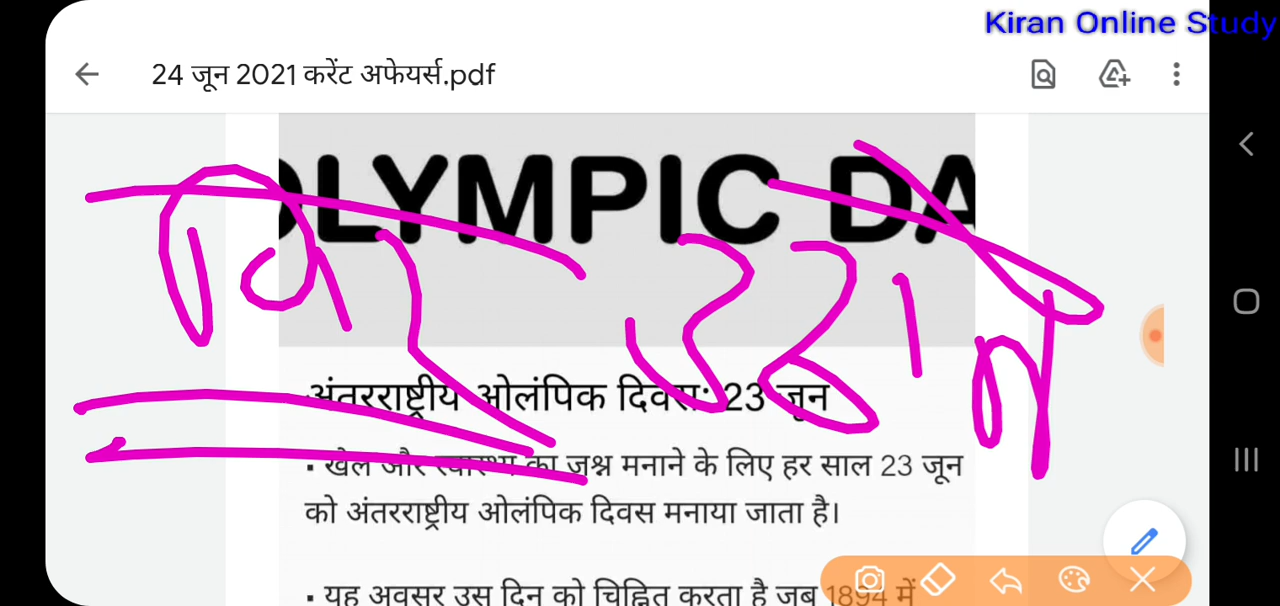 Kiran Online Study
24 जून 2021 करेंट अफेयर्स.pdf
OLYMPIC DA
अंतरराष्ट्रीय ओलंपिक दिवस: 23 जून
▪ खेल और स्वास्थ्य का जश्न मनाने के लिए हर साल 23 जून
को अंतरराष्ट्रीय ओलंपिक दिवस मनाया जाता है।
▪ यह अवसर उस दिन को चिह्नित करता है जब 1894 में